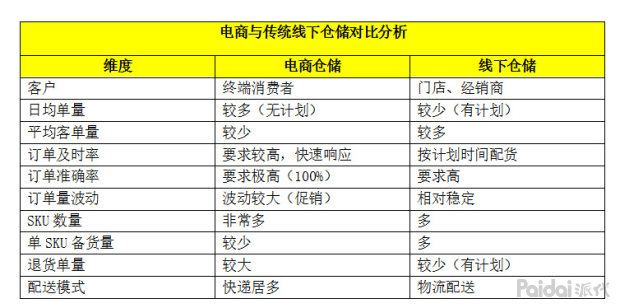 电商与传统线下仓储对比分析
维度 电商仓储 线下仓储
客户 终端消费者 门店、经销商
日均单量 较多（无计划） 较少（有计划）
平均客单量 较少 较多
订单及时率 要求较高，快速响应 按计划时间配货
订单准确率 要求极高（100%） 要求高
订单量波动 波动较大（促销） 相对稳定
SKU 数量 非常多 多
单 SKU 备货量 较少 多
退货单量 较大 较少（有计划）
配送模式 快递居多 物流配送
Paidai派代